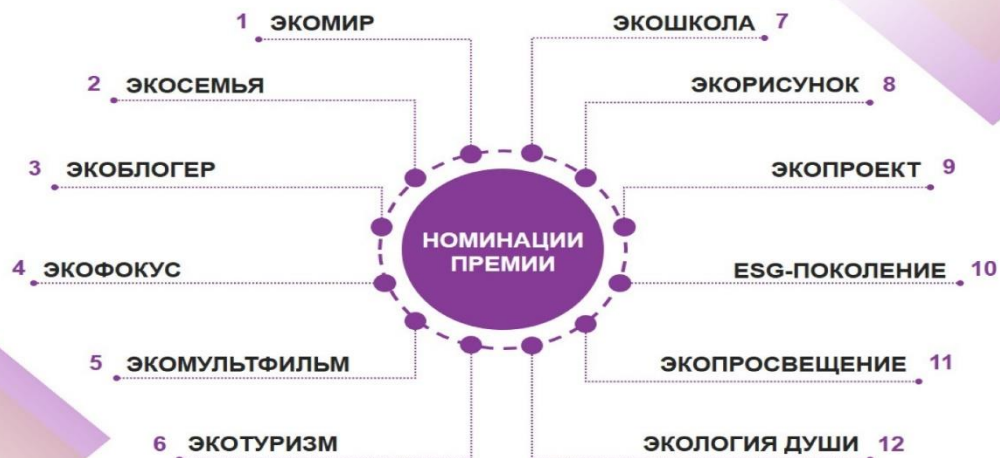 1 ЭКОМИР
2 ЭКОСЕМЬЯ
3 ЭКОБЛОГЕР
4 ЭКОФОКУС
5 ЭКОМУЛЬТФИЛЬМ
6 ЭКОТУРИЗМ
НОМИНАЦИИ
ПРЕМИИ
ЭКОШКОЛА 7
ЭКОРИСУНОК 8
ЭКОПРОЕКТ 9
ESG-ПОКОЛЕНИЕ 10
ЭКОПРОСВЕЩЕНИЕ 11
ЭКОЛОГИЯ ДУШИ 12